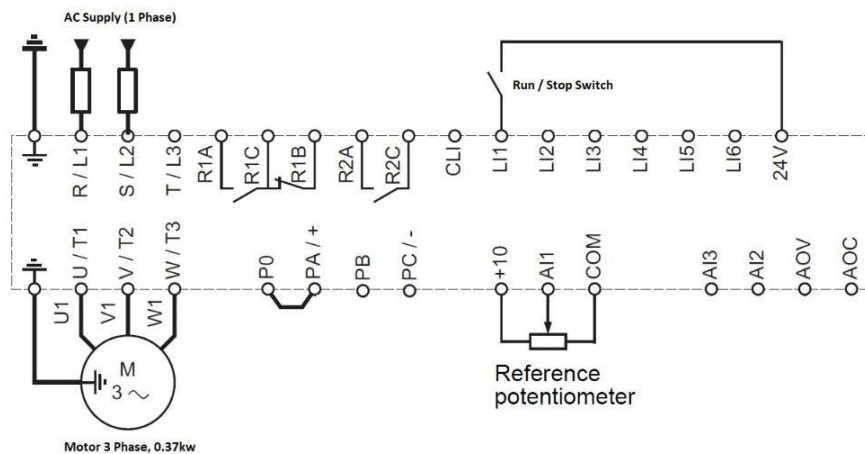 AC Supply (1 Phase)
Run / Stop Switch
R / L1
S / L2
T / L3
R1A
R1C
R1B
R2A
R2C
CLI
LI1
LI2
LI3
LI4
LI5
LI6
24V
U / T1
V / T2
W / T3
P0
PA / +
PB
PC / -
+10
AI1
COM
AI3
AI2
AOV
AOC
U1
V1
W1
M
3 ~
Reference
potentiometer
Motor 3 Phase, 0.37kw